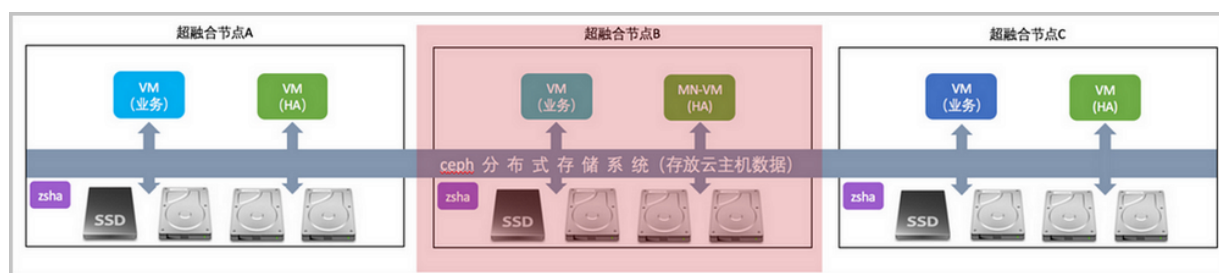 超融合节点A
超融合节点B
超融合节点C
VM
(业务)
VM
(HA)
VM
(业务)
MN-VM
(HA)
VM
(业务)
VM
(HA)
ceph 分 布 式 存 储 系 统（存放云主机数据）
zsha
SSD
zsha
SSD
zsha
SSD